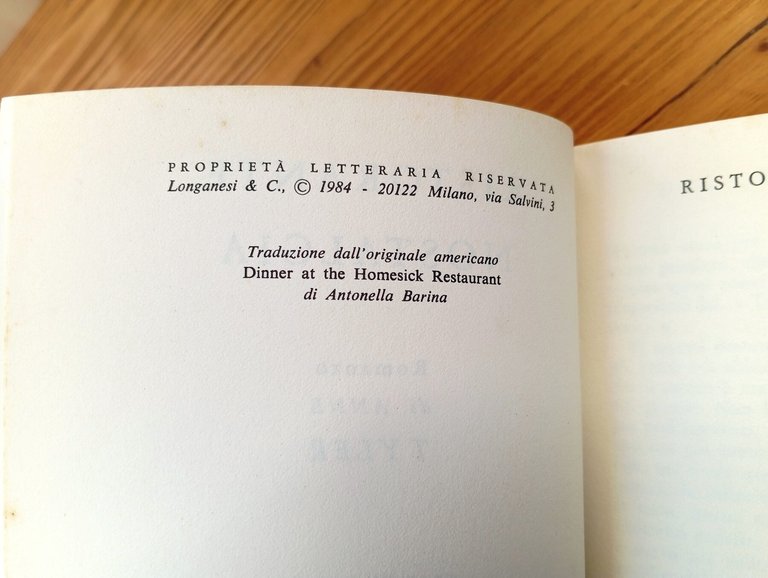 PROPRIETÀ LETTERARIA RISERVATA
Longanesi & C., © 1984 - 20122 Milano, via Salvini, 3
Traduzione dall'originale americano
Dinner at the Homesick Restaurant
di Antonella Barina
RISTO